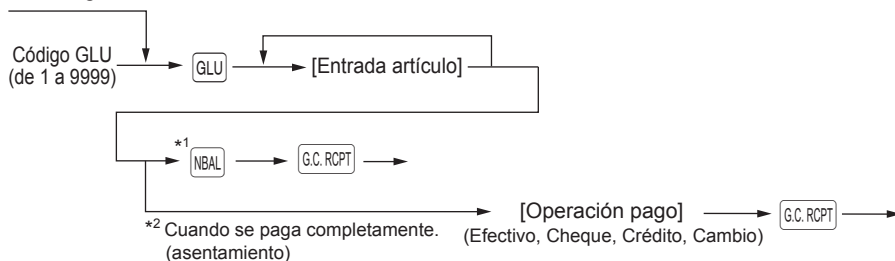 Código GLU
(de 1 a 9999)
GLU
[Entrada artículo]
*1
NBAL
G.C. RCPT
[Operación pago]
G.C. RCPT
*2 Cuando se paga completamente.
(asentamiento)
(Efectivo, Cheque, Crédito, Cambio)